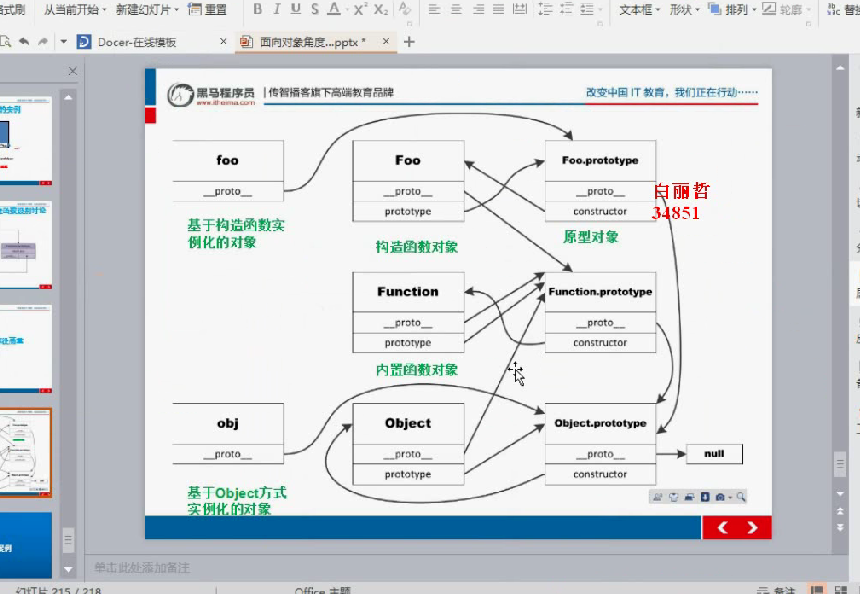 从当前开始
新建幻灯片
重置
B I U S A X² X₂
文本框
形状
排列
轮廓
Docer-在线模板
面向对象角度...pptx *
黑马程序员
www.itheima.com
传智播客旗下高端教育品牌
改变中国 IT 教育,我们正在行动……
foo
__proto__
基于构造函数实
例化的对象
Foo
__proto__
prototype
构造函数对象
Foo.prototype
__proto__
constructor
原型对象
白丽哲
34851
Function
__proto__
prototype
内置函数对象
Function.prototype
__proto__
constructor
obj
__proto__
基于Object方式
实例化的对象
Object
__proto__
prototype
Object.prototype
__proto__
constructor
null
单击此处添加备注
幻灯片 215 / 218
Office 主题
备注